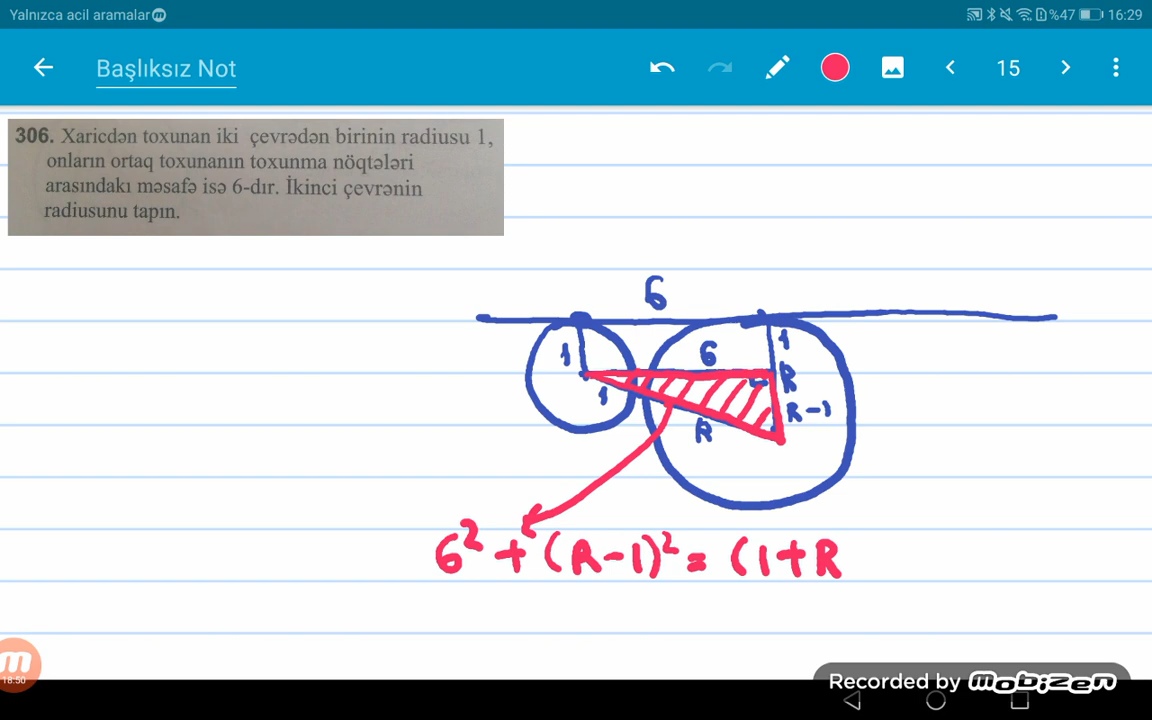 Yalnızca acil aramalar m %47 16:29
Başlıksız Not 15
306. Xaricdən toxunan iki çevrədən birinin radiusu 1,
onların ortaq toxunanın toxunma nöqtələri
arasındakı məsafə isə 6-dır. İkinci çevrənin
radiusunu tapın.
6
1 6 1
R
1 R-1
R
6² + (R-1)² = (1+R
m
18:50
Recorded by mobizen